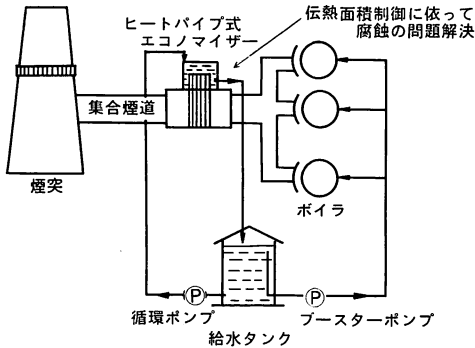 ヒートパイプ式
エコノマイザー
伝熱面積制御に依って
腐蝕の問題解決
集合煙道
煙突
ボイラ
P
P
循環ポンプ
ブースターポンプ
給水タンク